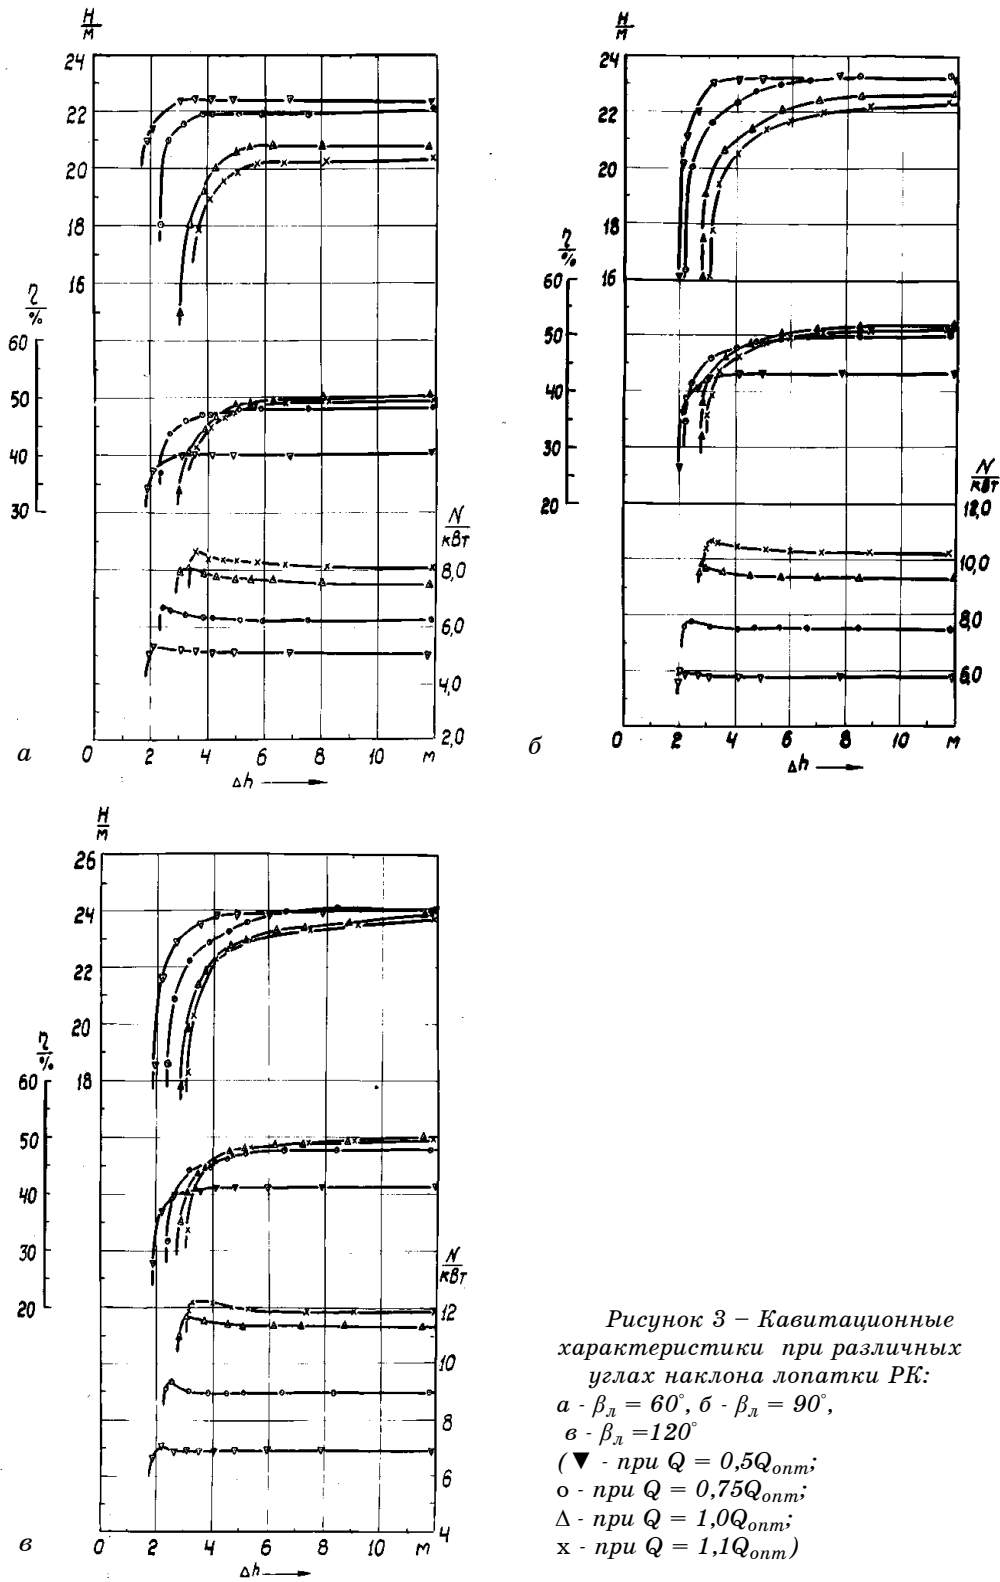 H/м
24
22
20
18
16
η/%
60
50
40
30
N/кВт
8,0
6,0
4,0
2,0
0 2 4 6 8 10 м
Δh
а
H/м
24
22
20
18
16
η/%
60
50
40
30
20
N/кВт
12,0
10,0
8,0
6,0
0 2 4 6 8 10 м
Δh
б
H/м
26
24
22
20
18
η/%
60
50
40
30
20
N/кВт
12
10
8
6
4
0 2 4 6 8 10 м
Δh
в
Рисунок 3 – Кавитационные
характеристики при различных
углах наклона лопатки РК:
а - βл = 60°, б - βл = 90°,
в - βл =120°
(▼ - при Q = 0,5Qопт;
о - при Q = 0,75Qопт;
Δ - при Q = 1,0Qопт;
х - при Q = 1,1Qопт)